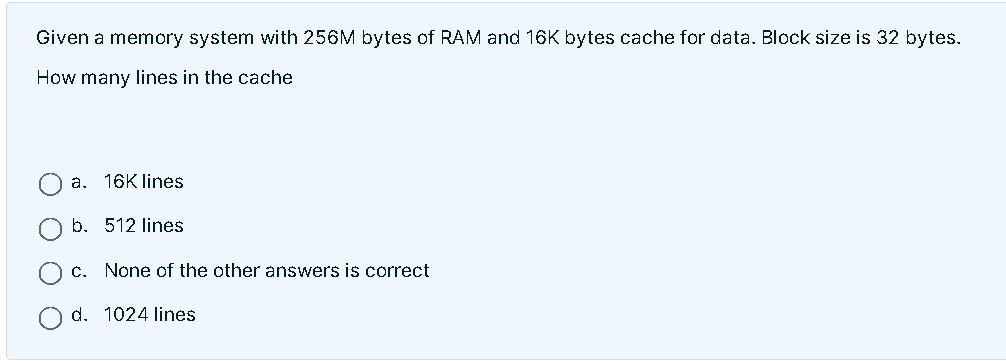 Given a memory system with 256M bytes of RAM and 16K bytes cache for data. Block size is 32 bytes.
How many lines in the cache
a. 16K lines
b. 512 lines
c. None of the other answers is correct
d. 1024 lines